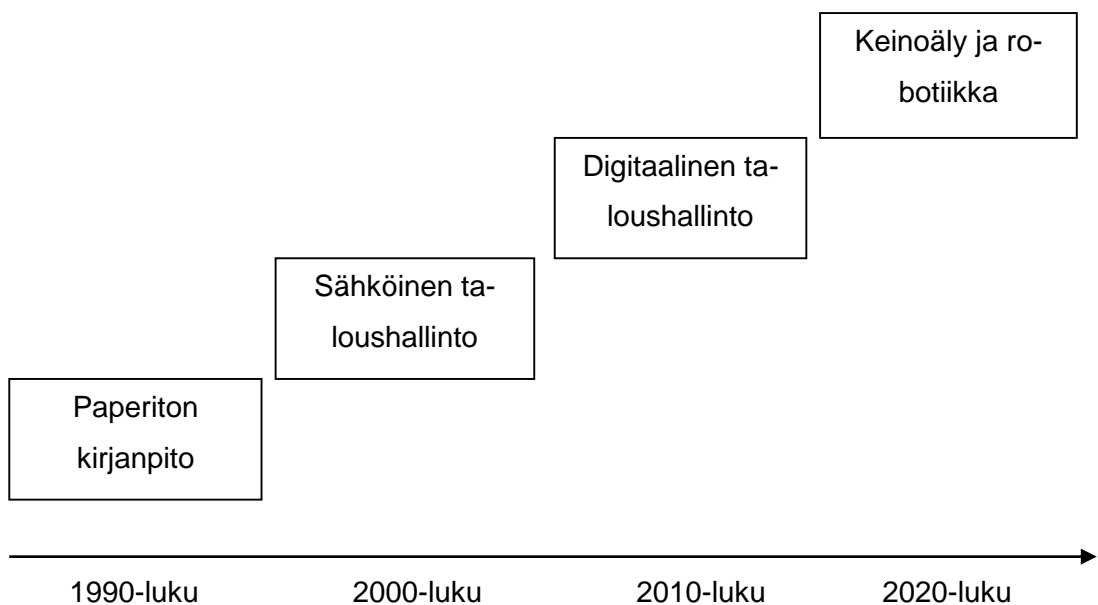 Keinoäly ja ro-
botiikka
Digitaalinen ta-
loushallinto
Sähköinen ta-
loushallinto
Paperiton
kirjanpito
1990-luku
2000-luku
2010-luku
2020-luku